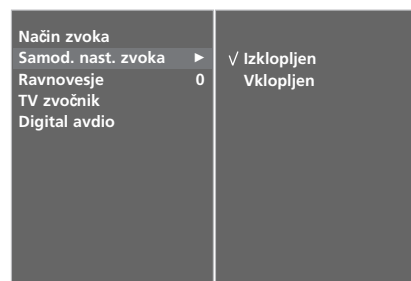 Način zvoka
Samod. nast. zvoka ►
Ravnovesje 0
TV zvočnik
Digital avdio
√ Izklopljen
Vklopljen